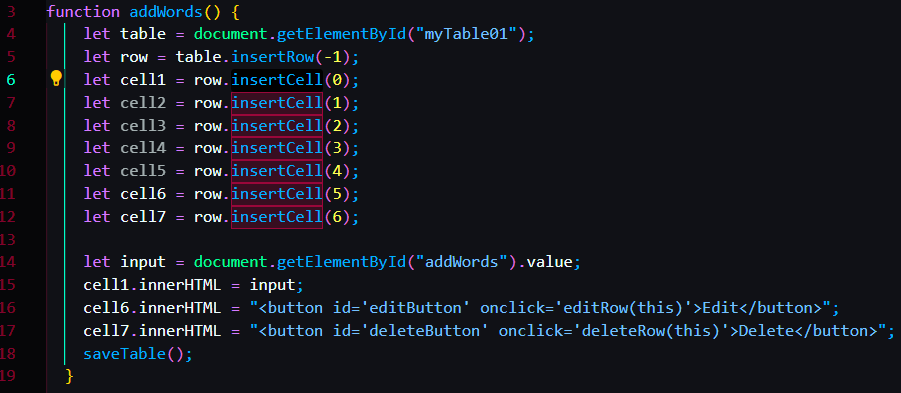 3 function addWords() {
4 let table = document.getElementById("myTable01");
5 let row = table.insertRow(-1);
6 let cell1 = row.insertCell(0);
7 let cell2 = row.insertCell(1);
8 let cell3 = row.insertCell(2);
9 let cell4 = row.insertCell(3);
10 let cell5 = row.insertCell(4);
11 let cell6 = row.insertCell(5);
12 let cell7 = row.insertCell(6);
13
14 let input = document.getElementById("addWords").value;
15 cell1.innerHTML = input;
16 cell6.innerHTML = "<button id='editButton' onclick='editRow(this)'>Edit</button>";
17 cell7.innerHTML = "<button id='deleteButton' onclick='deleteRow(this)'>Delete</button>";
18 saveTable();
19 }